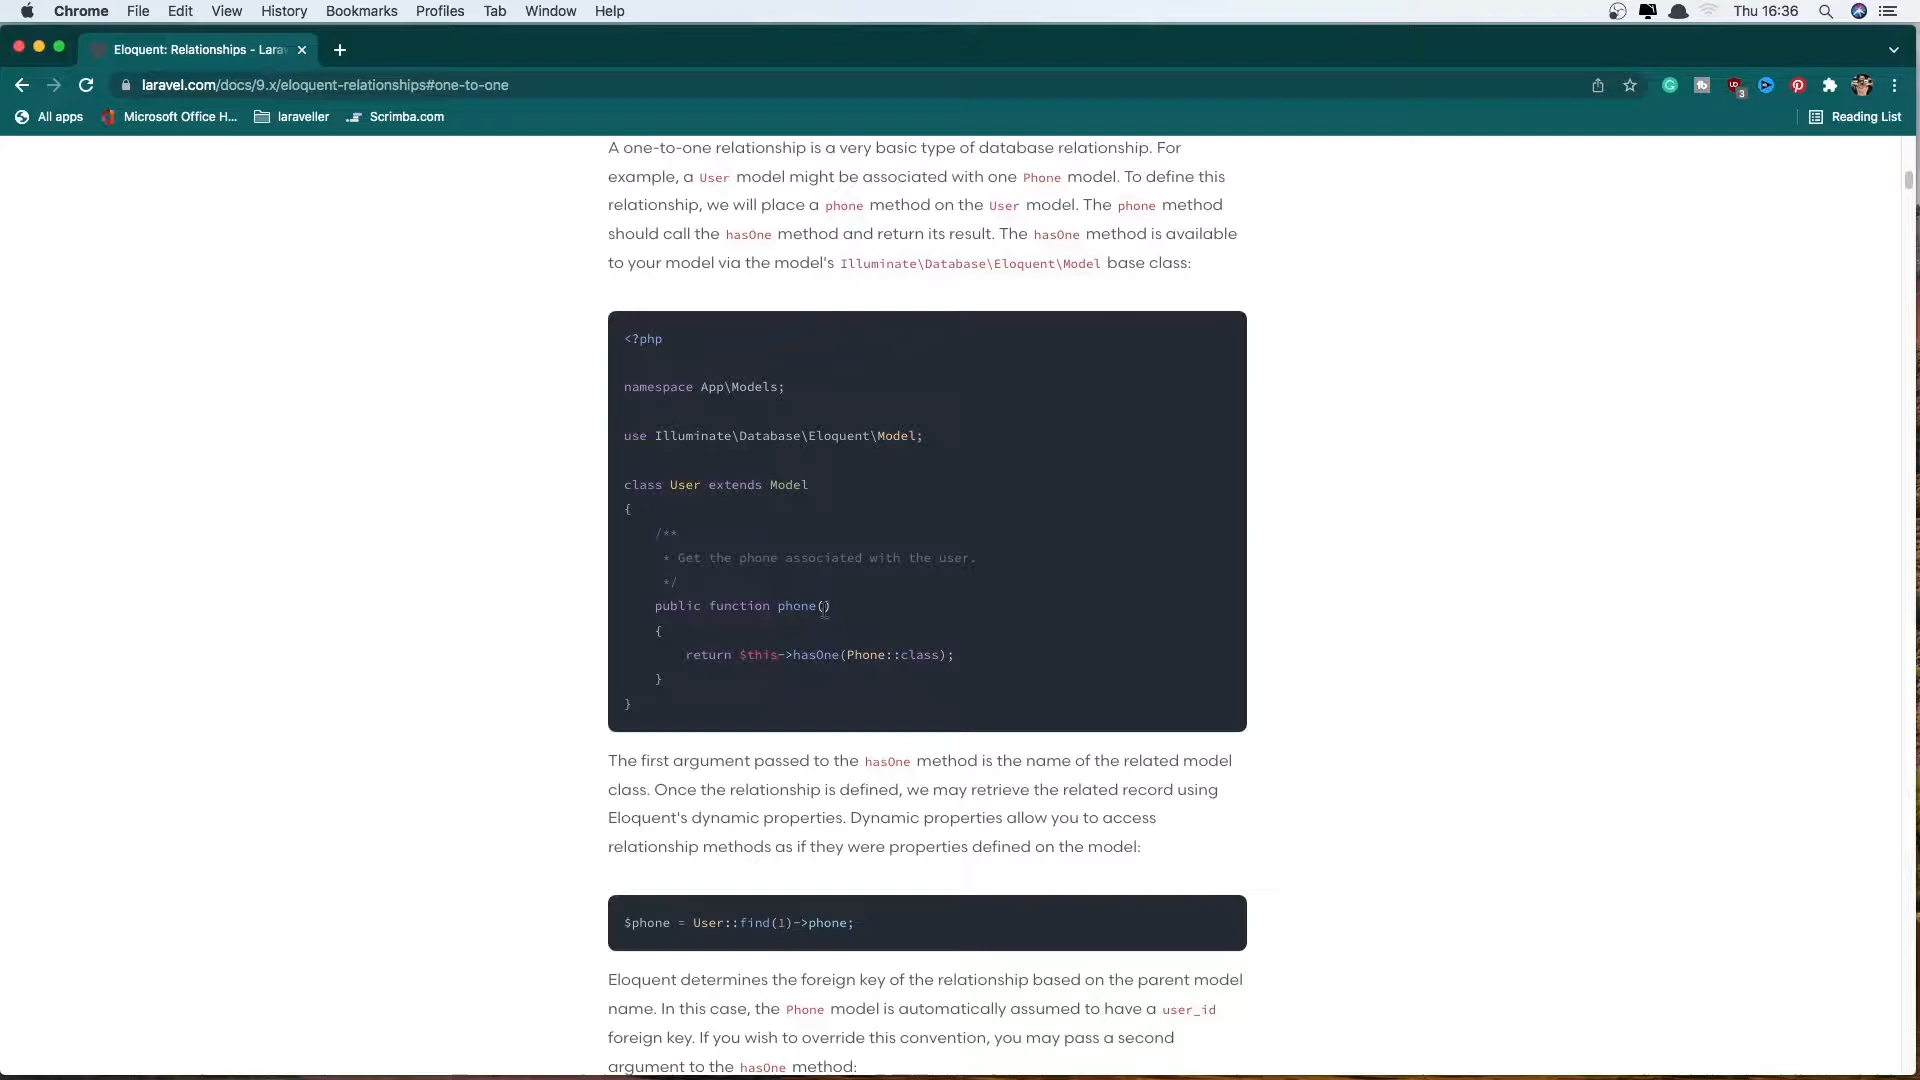 Chrome File Edit View History Bookmarks Profiles Tab Window Help Thu 16:36
Eloquent: Relationships - Lara
laravel.com/docs/9.x/eloquent-relationships#one-to-one
All apps Microsoft Office H... laraveller Scrimba.com Reading List
A one-to-one relationship is a very basic type of database relationship. For
example, a User model might be associated with one Phone model. To define this
relationship, we will place a phone method on the User model. The phone method
should call the hasOne method and return its result. The hasOne method is available
to your model via the model's Illuminate\Database\Eloquent\Model base class:
<?php
namespace App\Models;
use Illuminate\Database\Eloquent\Model;
class User extends Model
{
/**
* Get the phone associated with the user.
*/
public function phone()
{
return $this->hasOne(Phone::class);
}
}
The first argument passed to the hasOne method is the name of the related model
class. Once the relationship is defined, we may retrieve the related record using
Eloquent's dynamic properties. Dynamic properties allow you to access
relationship methods as if they were properties defined on the model:
$phone = User::find(1)->phone;
Eloquent determines the foreign key of the relationship based on the parent model
name. In this case, the Phone model is automatically assumed to have a user_id
foreign key. If you wish to override this convention, you may pass a second
argument to the hasOne method: